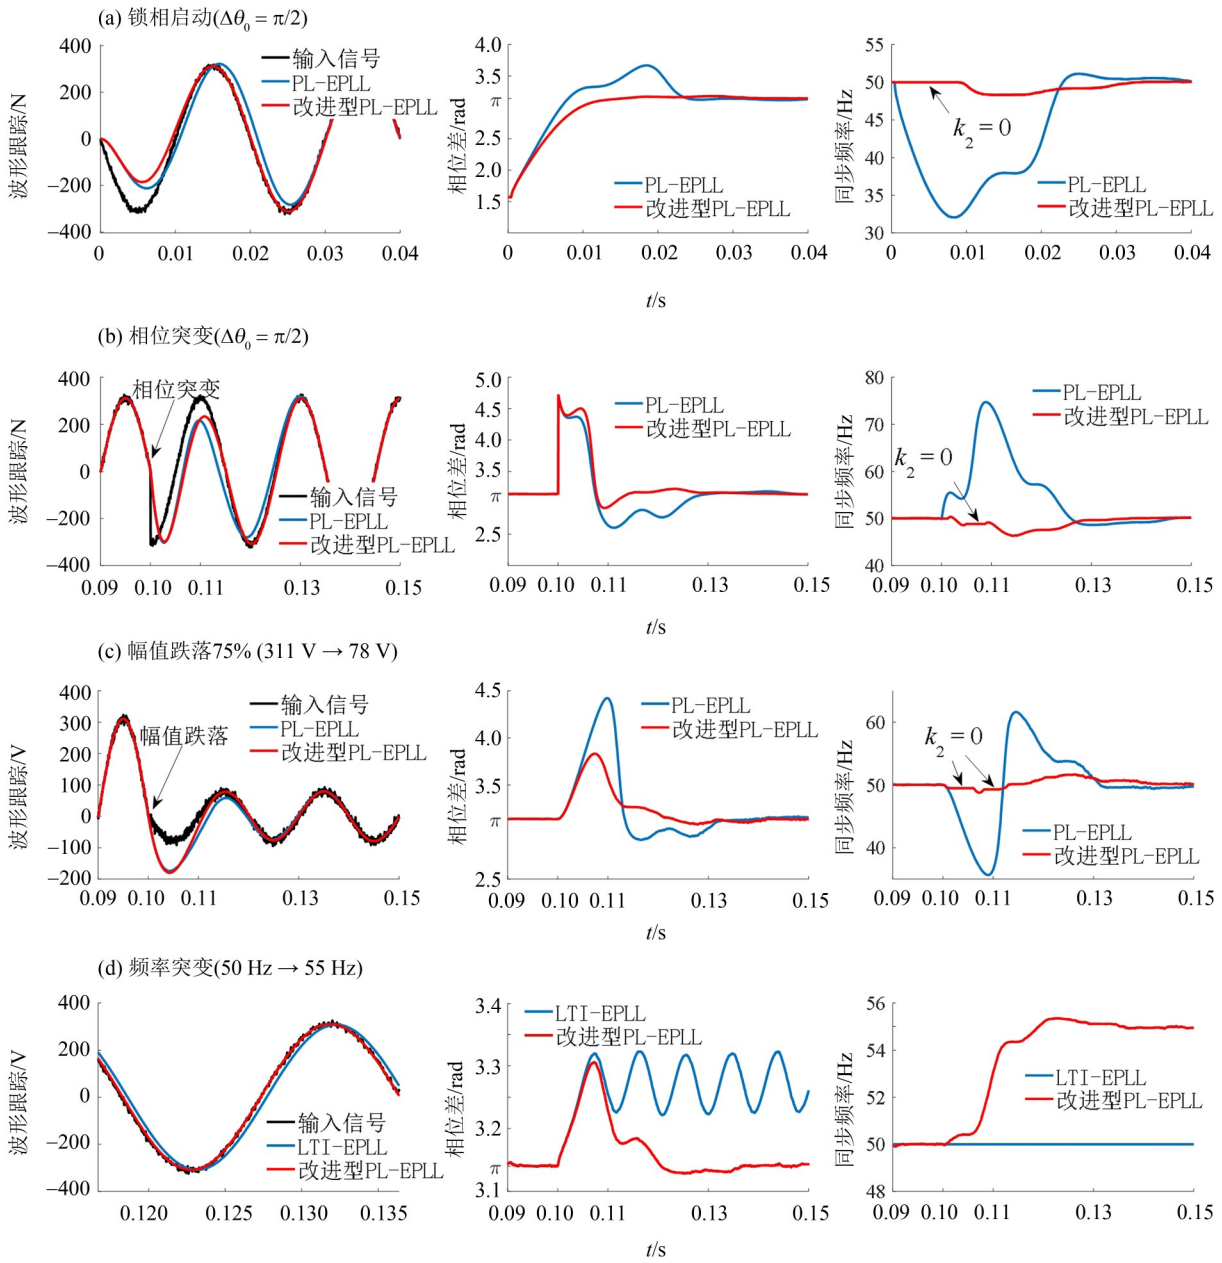 (a) 锁相启动(Δθ₀ = π/2)
波形跟踪/N
400
200
0
−200
−400
0
0.01
0.02
0.03
0.04
输入信号
PL-EPLL
改进型PL-EPLL
相位差/rad
4.0
3.5
π
2.5
2.0
1.5
0
0.01
0.02
0.03
0.04
PL-EPLL
改进型PL-EPLL
同步频率/Hz
55
50
45
40
35
30
0
0.01
0.02
0.03
0.04
k₂ = 0
PL-EPLL
改进型PL-EPLL
t/s
(b) 相位突变(Δθ₀ = π/2)
波形跟踪/N
400
200
0
−200
−400
0.09
0.10
0.11
0.13
0.15
相位突变
输入信号
PL-EPLL
改进型PL-EPLL
相位差/rad
5.0
4.5
4.0
3.5
π
2.5
0.09
0.10
0.11
0.13
0.15
PL-EPLL
改进型PL-EPLL
同步频率/Hz
80
70
60
50
40
0.09
0.10
0.11
0.13
0.15
k₂ = 0
PL-EPLL
改进型PL-EPLL
t/s
(c) 幅值跌落75% (311 V → 78 V)
波形跟踪/V
400
300
200
100
0
−100
−200
0.09
0.10
0.11
0.13
0.15
幅值跌落
输入信号
PL-EPLL
改进型PL-EPLL
相位差/rad
4.5
4.0
3.5
π
2.5
0.09
0.10
0.11
0.13
0.15
PL-EPLL
改进型PL-EPLL
同步频率/Hz
60
50
40
0.09
0.10
0.11
0.13
0.15
k₂ = 0
PL-EPLL
改进型PL-EPLL
t/s
(d) 频率突变(50 Hz → 55 Hz)
波形跟踪/V
400
200
0
−200
−400
0.120
0.125
0.130
0.135
输入信号
LTI-EPLL
改进型PL-EPLL
相位差/rad
3.4
3.3
3.2
π
3.1
0.09
0.10
0.11
0.13
0.15
LTI-EPLL
改进型PL-EPLL
同步频率/Hz
56
54
52
50
48
0.09
0.10
0.11
0.13
0.15
LTI-EPLL
改进型PL-EPLL
t/s